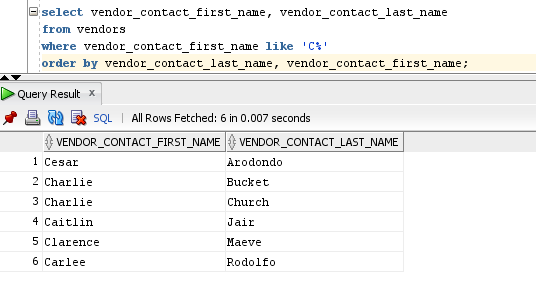 select vendor_contact_first_name, vendor_contact_last_name
from vendors
where vendor_contact_first_name like 'C%'
order by vendor_contact_last_name, vendor_contact_first_name;
Query Result x
SQL | All Rows Fetched: 6 in 0.007 seconds
VENDOR_CONTACT_FIRST_NAME VENDOR_CONTACT_LAST_NAME
1 Cesar Arodondo
2 Charlie Bucket
3 Charlie Church
4 Caitlin Jair
5 Clarence Maeve
6 Carlee Rodolfo